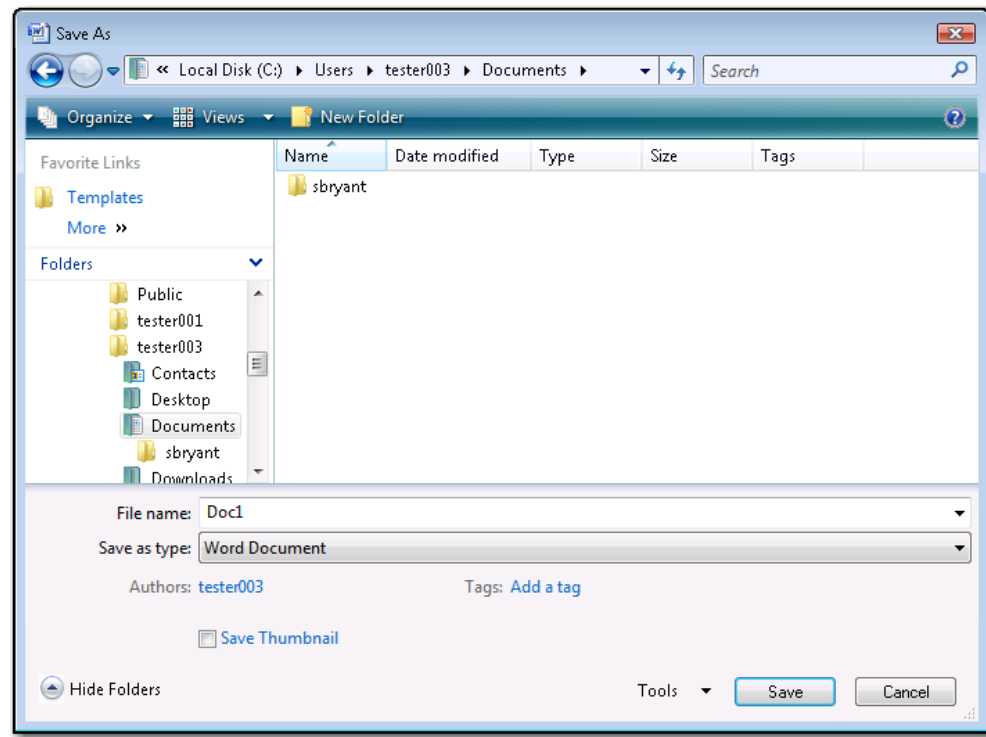 Save As
« Local Disk (C:) ▸ Users ▸ tester003 ▸ Documents ▸ Search
Organize Views New Folder
Favorite Links
Templates
More »
Folders
Public
tester001
tester003
Contacts
Desktop
Documents
sbryant
Downloads
Name Date modified Type Size Tags
sbryant
File name: Doc1
Save as type: Word Document
Authors: tester003 Tags: Add a tag
Save Thumbnail
Hide Folders Tools Save Cancel